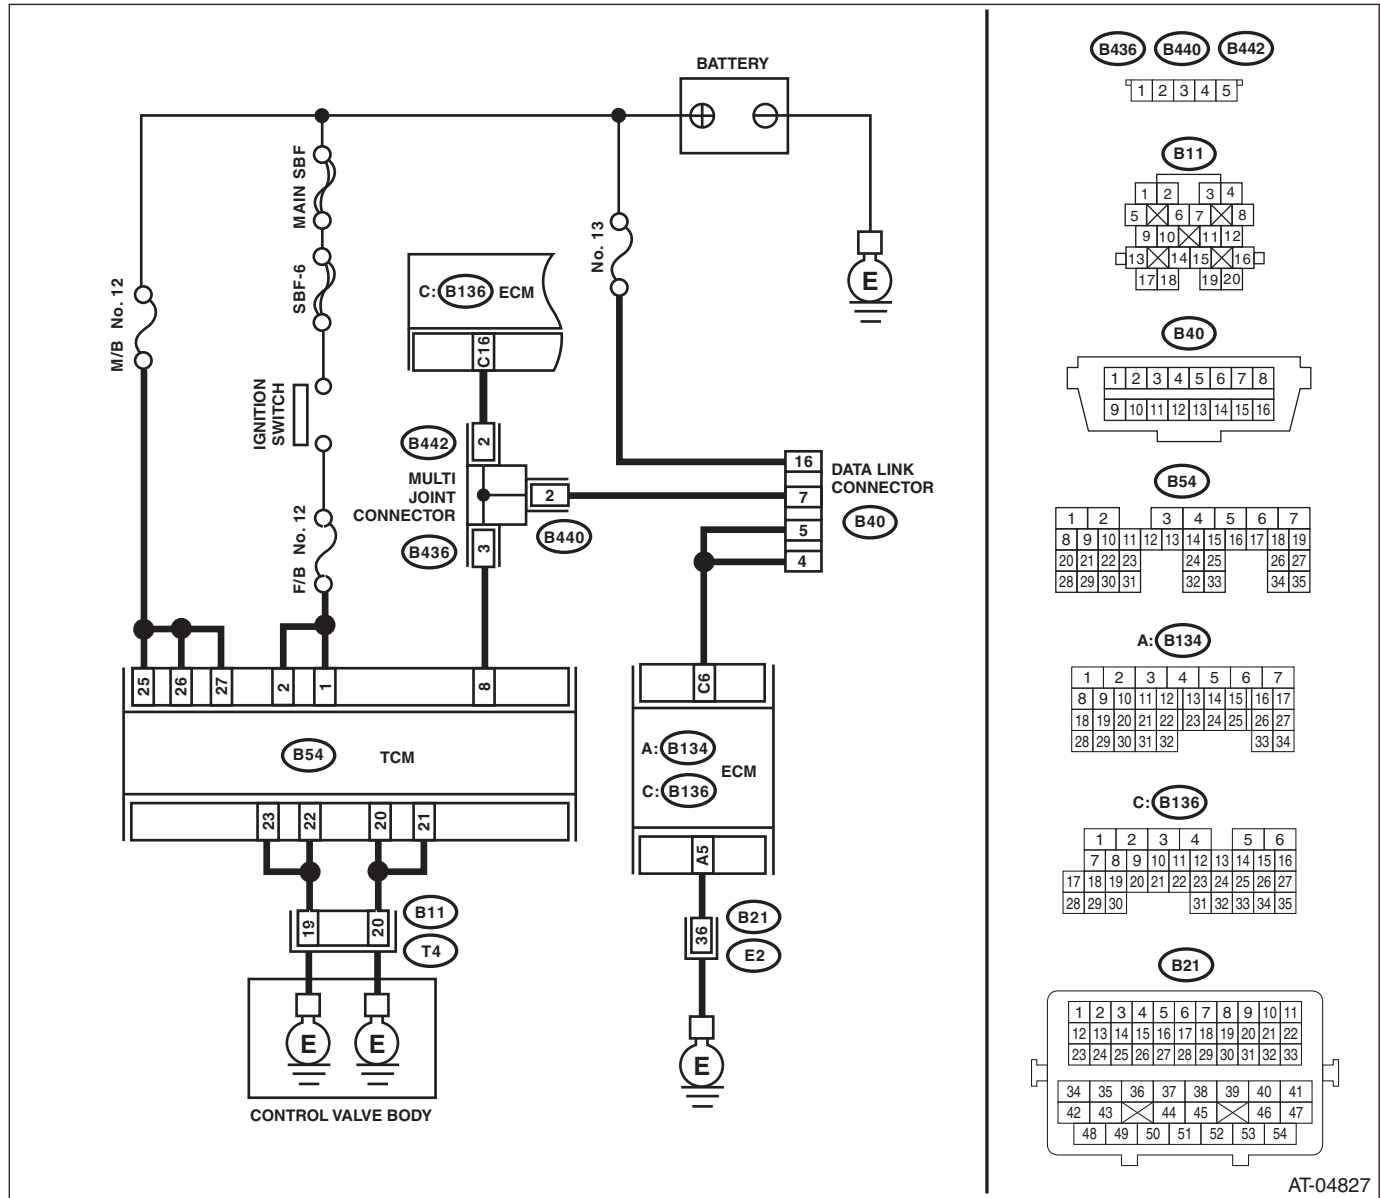 BATTERY
MAIN SBF
SBF-6
No. 13
M/B No. 12
IGNITION
SWITCH
F/B No. 12
E
C: B136 ECM
C16
B442
2
MULTI
JOINT
CONNECTOR
2
B440
B436
3
16
7
5
4
DATA LINK
CONNECTOR
B40
25 26 27 2 1 8
B54 TCM
23 22 20 21
C6
A: B134
ECM
C: B136
A5
19 20
B11
T4
36
B21
E2
E E
E
CONTROL VALVE BODY
B436 B440 B442
1 2 3 4 5
B11
1 2 3 4
5 6 7 8
9 10 11 12
13 14 15 16
17 18 19 20
B40
1 2 3 4 5 6 7 8
9 10 11 12 13 14 15 16
B54
1 2 3 4 5 6 7
8 9 10 11 12 13 14 15 16 17 18 19
20 21 22 23 24 25 26 27
28 29 30 31 32 33 34 35
A: B134
1 2 3 4 5 6 7
8 9 10 11 12 13 14 15 16 17
18 19 20 21 22 23 24 25 26 27
28 29 30 31 32 33 34
C: B136
1 2 3 4 5 6
7 8 9 10 11 12 13 14 15 16
17 18 19 20 21 22 23 24 25 26 27
28 29 30 31 32 33 34 35
B21
1 2 3 4 5 6 7 8 9 10 11
12 13 14 15 16 17 18 19 20 21 22
23 24 25 26 27 28 29 30 31 32 33
34 35 36 37 38 39 40 41
42 43 44 45 46 47
48 49 50 51 52 53 54
AT-04827